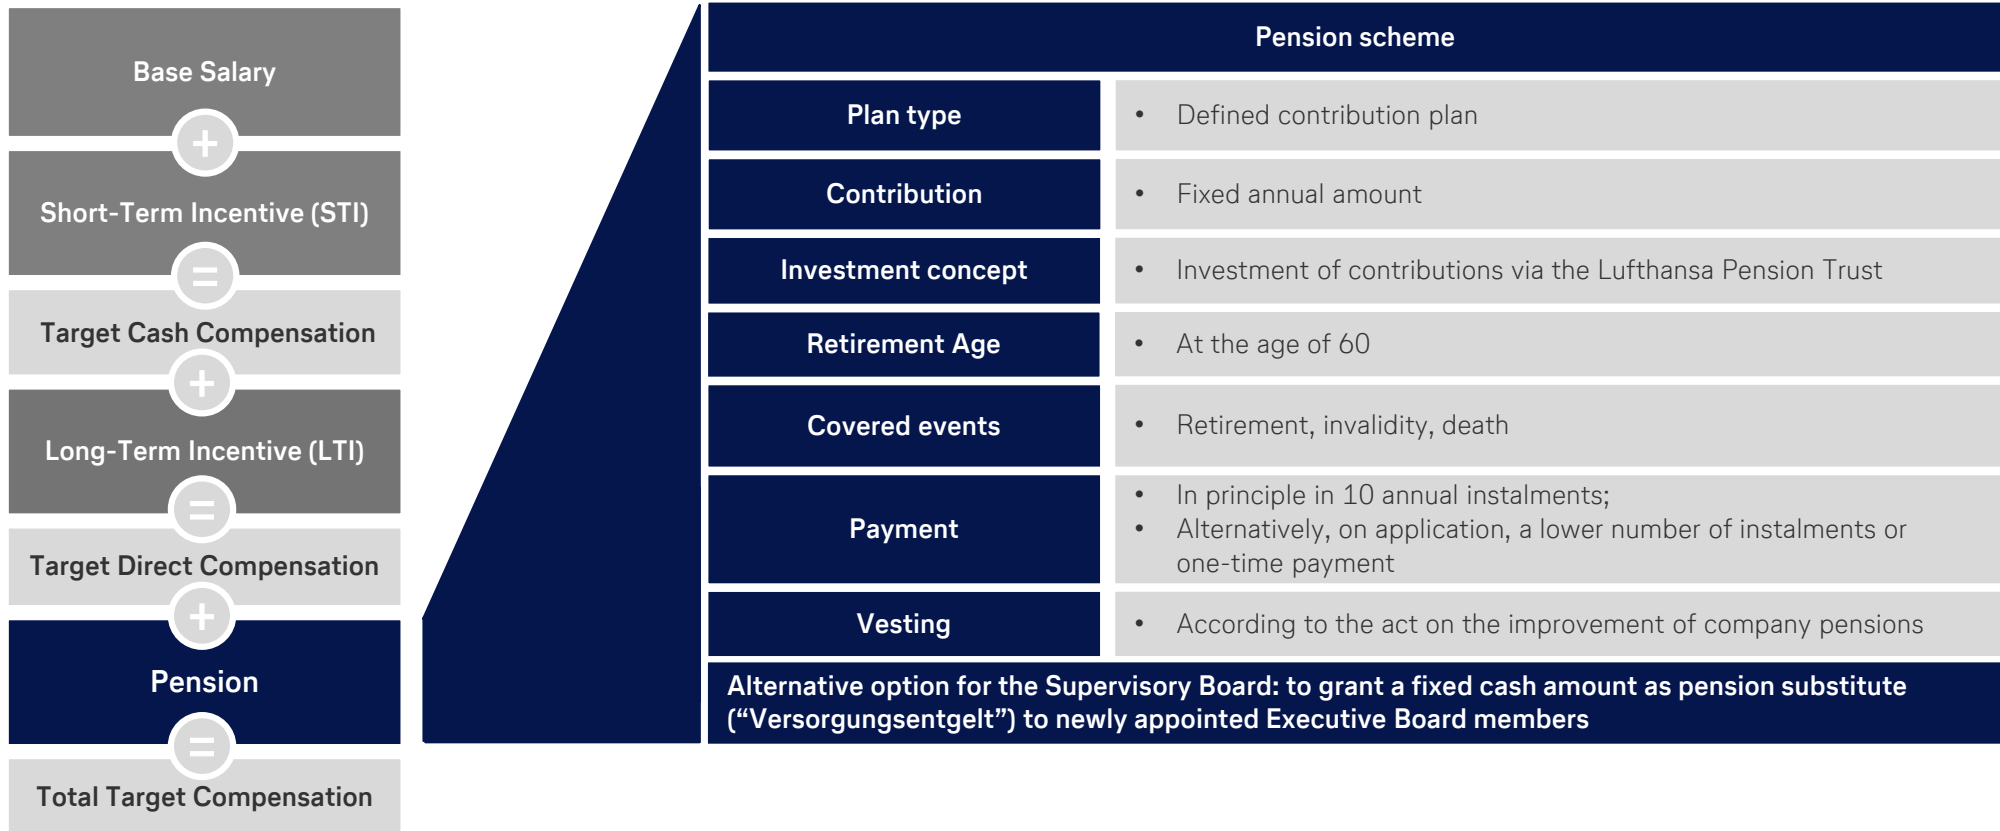 Base Salary
+
Short-Term Incentive (STI)
=
Target Cash Compensation
+
Long-Term Incentive (LTI)
=
Target Direct Compensation
+
Pension
=
Total Target Compensation
Pension scheme
Plan type
• Defined contribution plan
Contribution
• Fixed annual amount
Investment concept
• Investment of contributions via the Lufthansa Pension Trust
Retirement Age
• At the age of 60
Covered events
• Retirement, invalidity, death
Payment
• In principle in 10 annual instalments;
• Alternatively, on application, a lower number of instalments or
one-time payment
Vesting
• According to the act on the improvement of company pensions
Alternative option for the Supervisory Board: to grant a fixed cash amount as pension substitute
(“Versorgungsentgelt”) to newly appointed Executive Board members